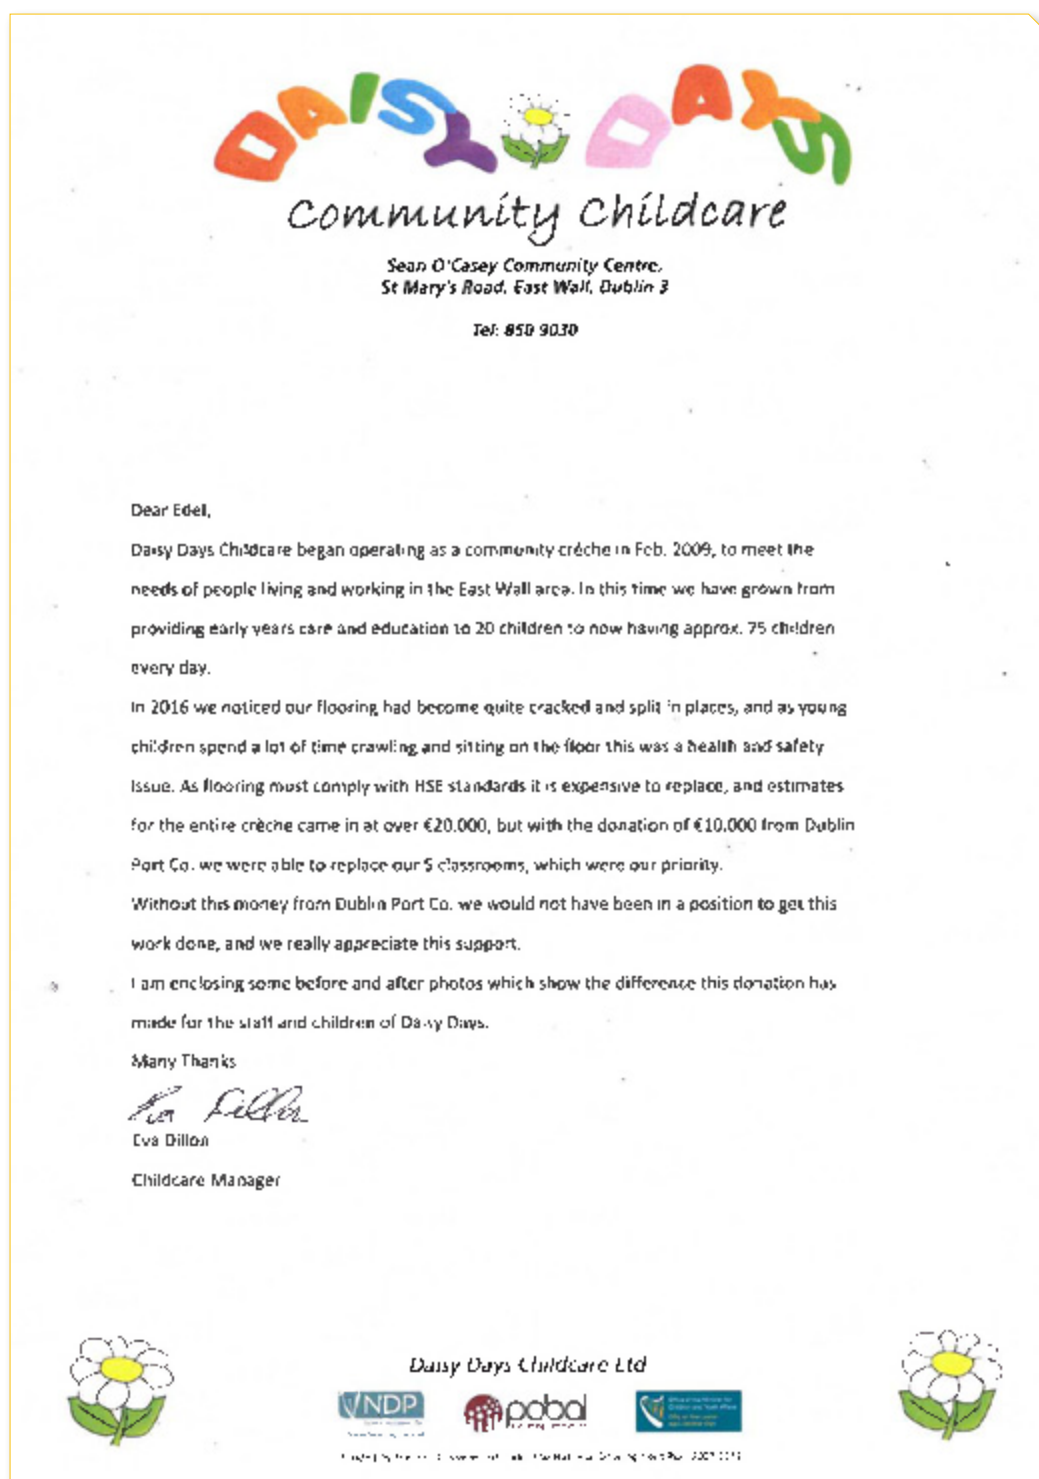 DAISY DAYS
Community Childcare
Sean O'Casey Community Centre,
St Mary's Road, East Wall, Dublin 3
Tel: 850 9030
Dear Edel,
Daisy Days Childcare began operating as a community crèche in Feb. 2009, to meet the
needs of people living and working in the East Wall area. In this time we have grown from
providing early years care and education to 20 children to now having approx. 75 children
every day.
In 2016 we noticed our flooring had become quite cracked and split in places, and as young
children spend a lot of time crawling and sitting on the floor this was a health and safety
issue. As flooring must comply with HSE standards it is expensive to replace, and estimates
for the entire crèche came in at over €20.000, but with the donation of €10.000 from Dublin
Port Co. we were able to replace our 5 classrooms, which were our priority.
Without this money from Dublin Port Co. we would not have been in a position to get this
work done, and we really appreciate this support.
I am enclosing some before and after photos which show the difference this donation has
made for the staff and children of Daisy Days.
Many Thanks
Eva Dillon
Eva Dillon
Childcare Manager
Daisy Days Childcare Ltd
NDP
pobal